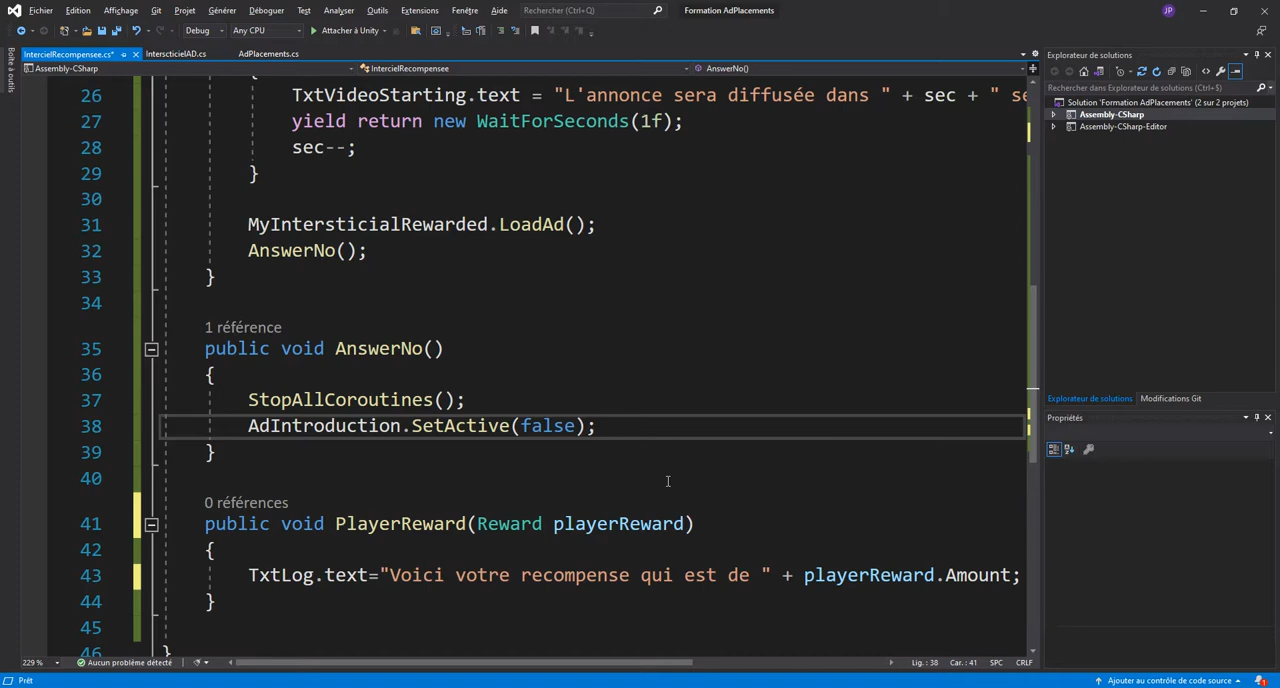 Fichier Edition Affichage Git Projet Générer Déboguer Test Analyser Outils Extensions Fenêtre Aide Rechercher (Ctrl+Q) Formation AdPlacements JP
Debug Any CPU Attacher à Unity
Boîte à outils
IntercielRecompensee.cs* IntersticielAD.cs AdPlacements.cs
Assembly-CSharp IntercielRecompensee AnswerNo()
{
26 TxtVideoStarting.text = "L'annonce sera diffusée dans " + sec + " se
27 yield return new WaitForSeconds(1f);
28 sec--;
29 }
30
31 MyIntersticialRewarded.LoadAd();
32 AnswerNo();
33 }
34
1 référence
35 public void AnswerNo()
36 {
37 StopAllCoroutines();
38 AdIntroduction.SetActive(false);
39 }
40
0 références
41 public void PlayerReward(Reward playerReward)
42 {
43 TxtLog.text="Voici votre recompense qui est de " + playerReward.Amount;
44 }
45
46 }
229 % Aucun problème détecté Lig. : 38 Car. : 41 SPC CRLF
Explorateur de solutions
Rechercher dans Explorateur de solutions (Ctrl+$)
Solution 'Formation AdPlacements' (2 sur 2 projets)
Assembly-CSharp
Assembly-CSharp-Editor
Explorateur de solutions Modifications Git
Propriétés
Prêt Ajouter au contrôle de code source 1